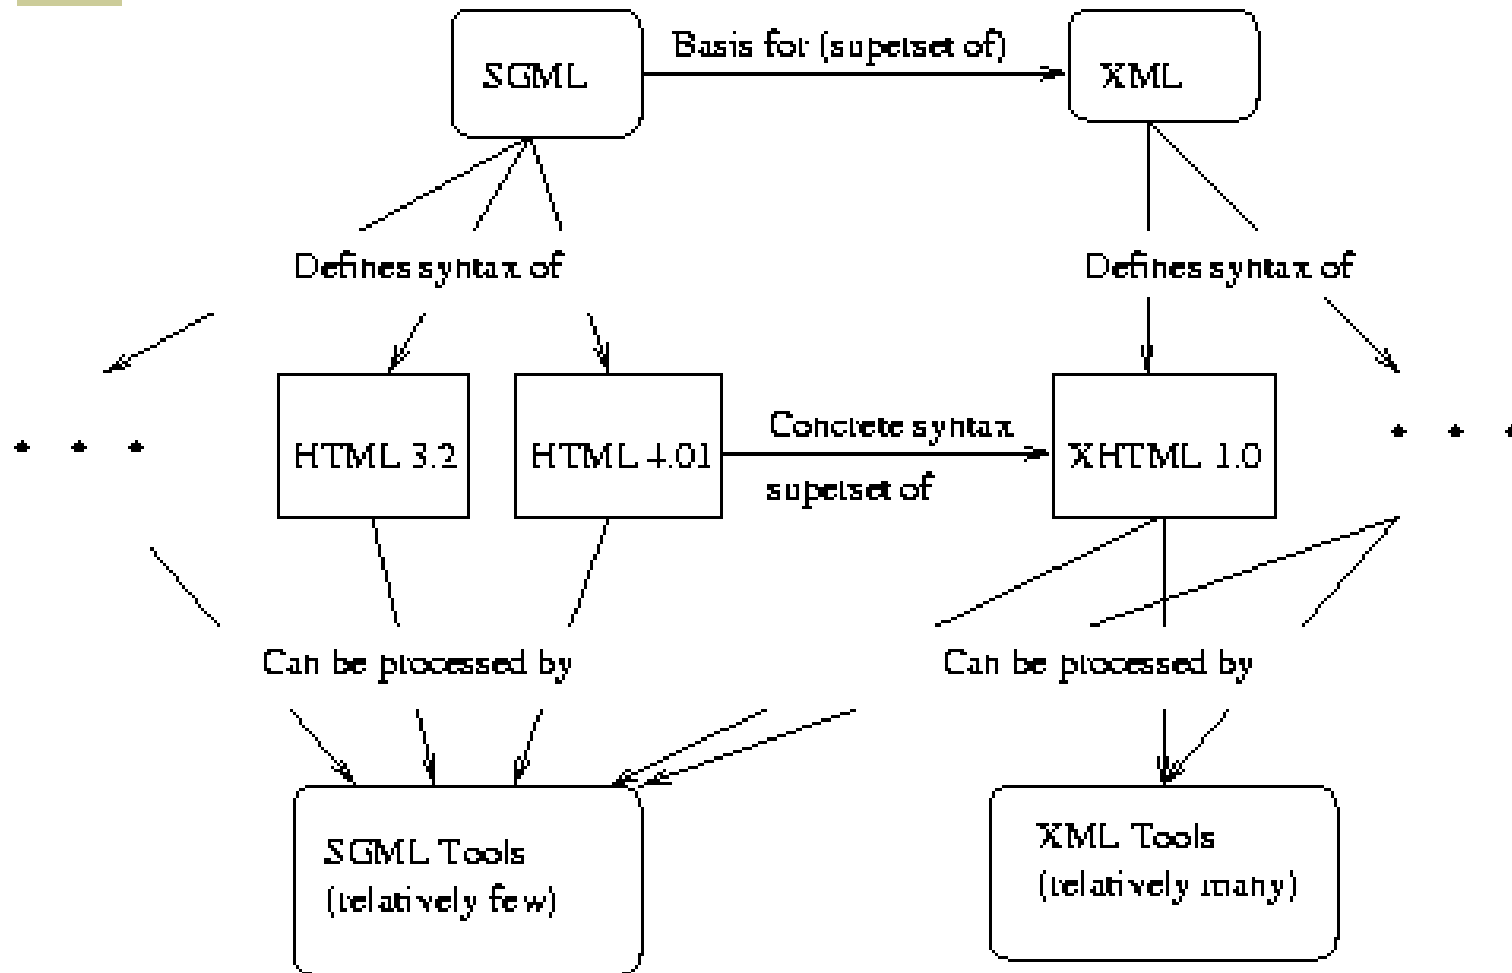 Basis for (superset of)
SGML
XML
Defines syntax of
Defines syntax of
Concrete syntax
HTML 3.2
HTML 4.01
XHTML 1.0
superset of
Can be processed by
Can be processed by
SGML Tools
(relatively few)
XML Tools
(relatively many)